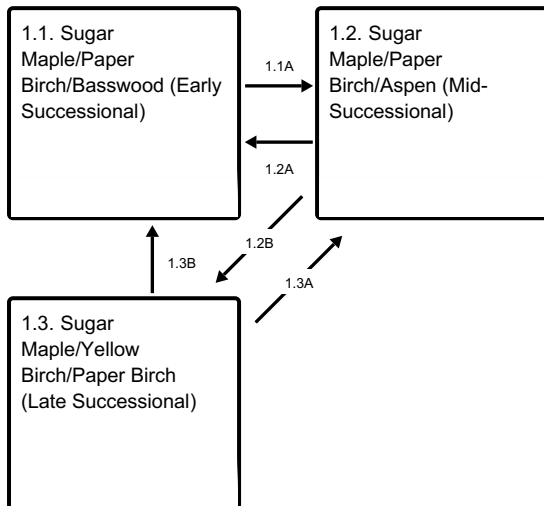 1.1. Sugar
Maple/Paper
Birch/Basswood (Early
Successional)
1.1A
1.2. Sugar
Maple/Paper
Birch/Aspen (Mid-
Successional)
1.2A
1.2B
1.3B
1.3A
1.3. Sugar
Maple/Yellow
Birch/Paper Birch
(Late Successional)